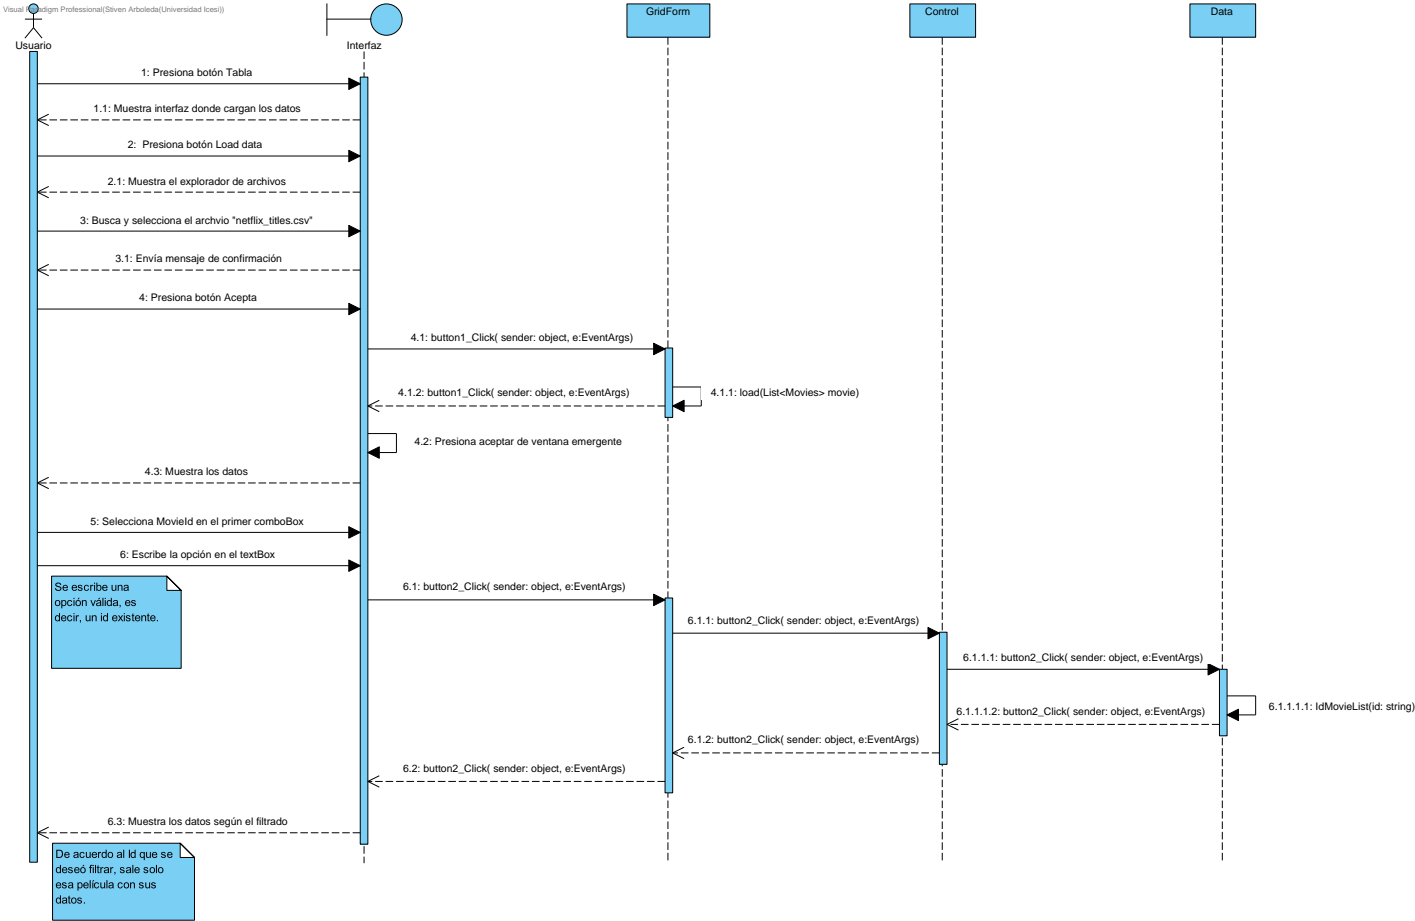 Visual Paradigm Professional(Stiven Arboleda(Universidad Icesi))
Usuario
Interfaz
GridForm
Control
Data
1: Presiona botón Tabla
1.1: Muestra interfaz donde cargan los datos
2:  Presiona botón Load data
2.1: Muestra el explorador de archivos
3: Busca y selecciona el archvio "netflix_titles.csv"
3.1: Envía mensaje de confirmación
4: Presiona botón Acepta
4.1: button1_Click( sender: object, e:EventArgs)
4.1.2: button1_Click( sender: object, e:EventArgs)
4.1.1: load(List<Movies> movie)
4.2: Presiona aceptar de ventana emergente
4.3: Muestra los datos
5: Selecciona MovieId en el primer comboBox
6: Escribe la opción en el textBox
Se escribe una
opción válida, es
decir, un id existente.
6.1: button2_Click( sender: object, e:EventArgs)
6.1.1: button2_Click( sender: object, e:EventArgs)
6.1.1.1: button2_Click( sender: object, e:EventArgs)
6.1.1.1.1: IdMovieList(id: string)
6.1.1.1.2: button2_Click( sender: object, e:EventArgs)
6.1.2: button2_Click( sender: object, e:EventArgs)
6.2: button2_Click( sender: object, e:EventArgs)
6.3: Muestra los datos según el filtrado
De acuerdo al Id que se
deseó filtrar, sale solo
esa película con sus
datos.